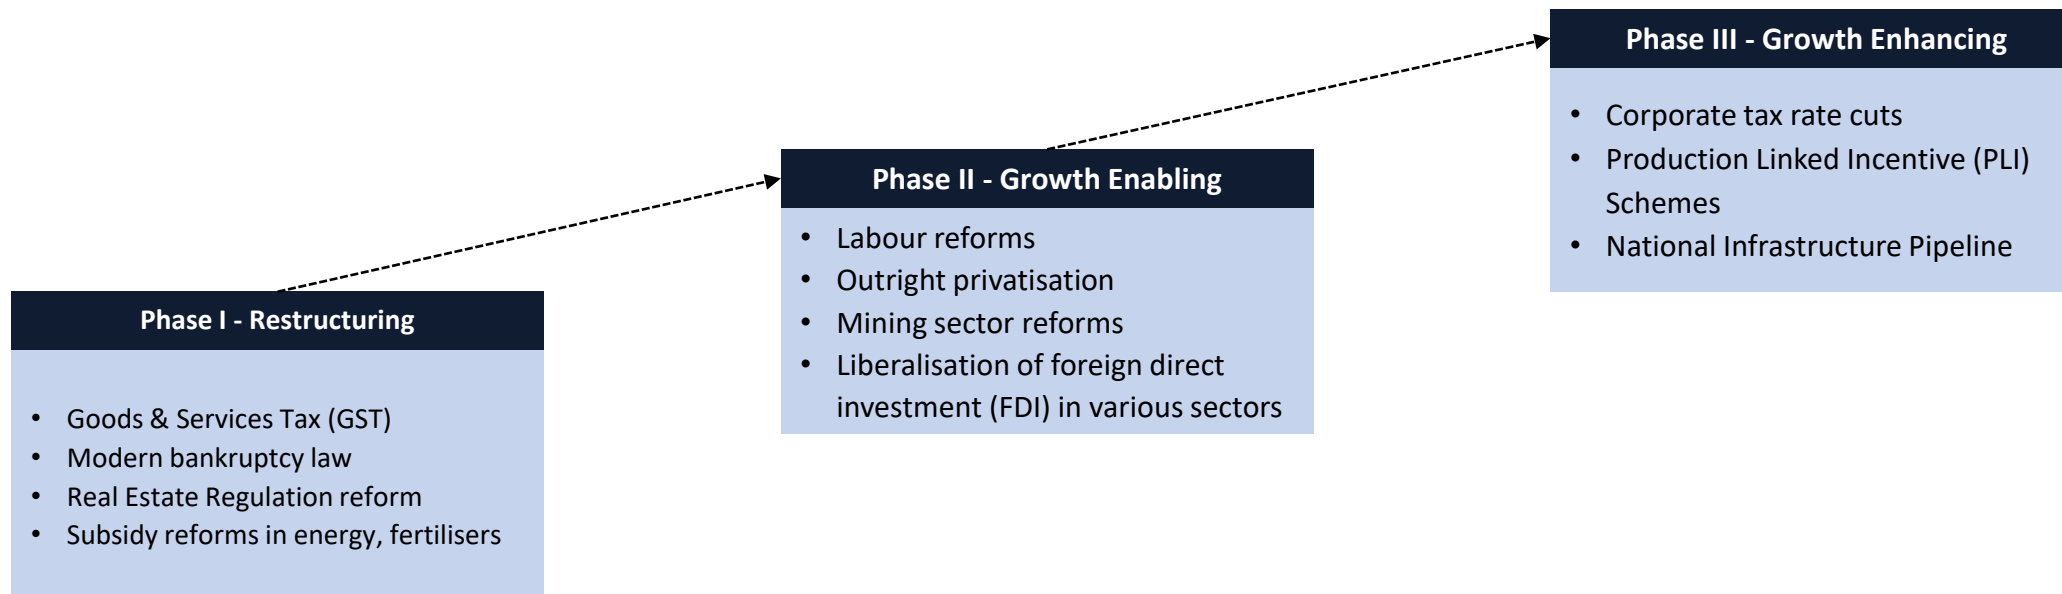 Phase I - Restructuring
• Goods & Services Tax (GST)
• Modern bankruptcy law
• Real Estate Regulation reform
• Subsidy reforms in energy, fertilisers
Phase II - Growth Enabling
• Labour reforms
• Outright privatisation
• Mining sector reforms
• Liberalisation of foreign direct
investment (FDI) in various sectors
Phase III - Growth Enhancing
• Corporate tax rate cuts
• Production Linked Incentive (PLI)
Schemes
• National Infrastructure Pipeline